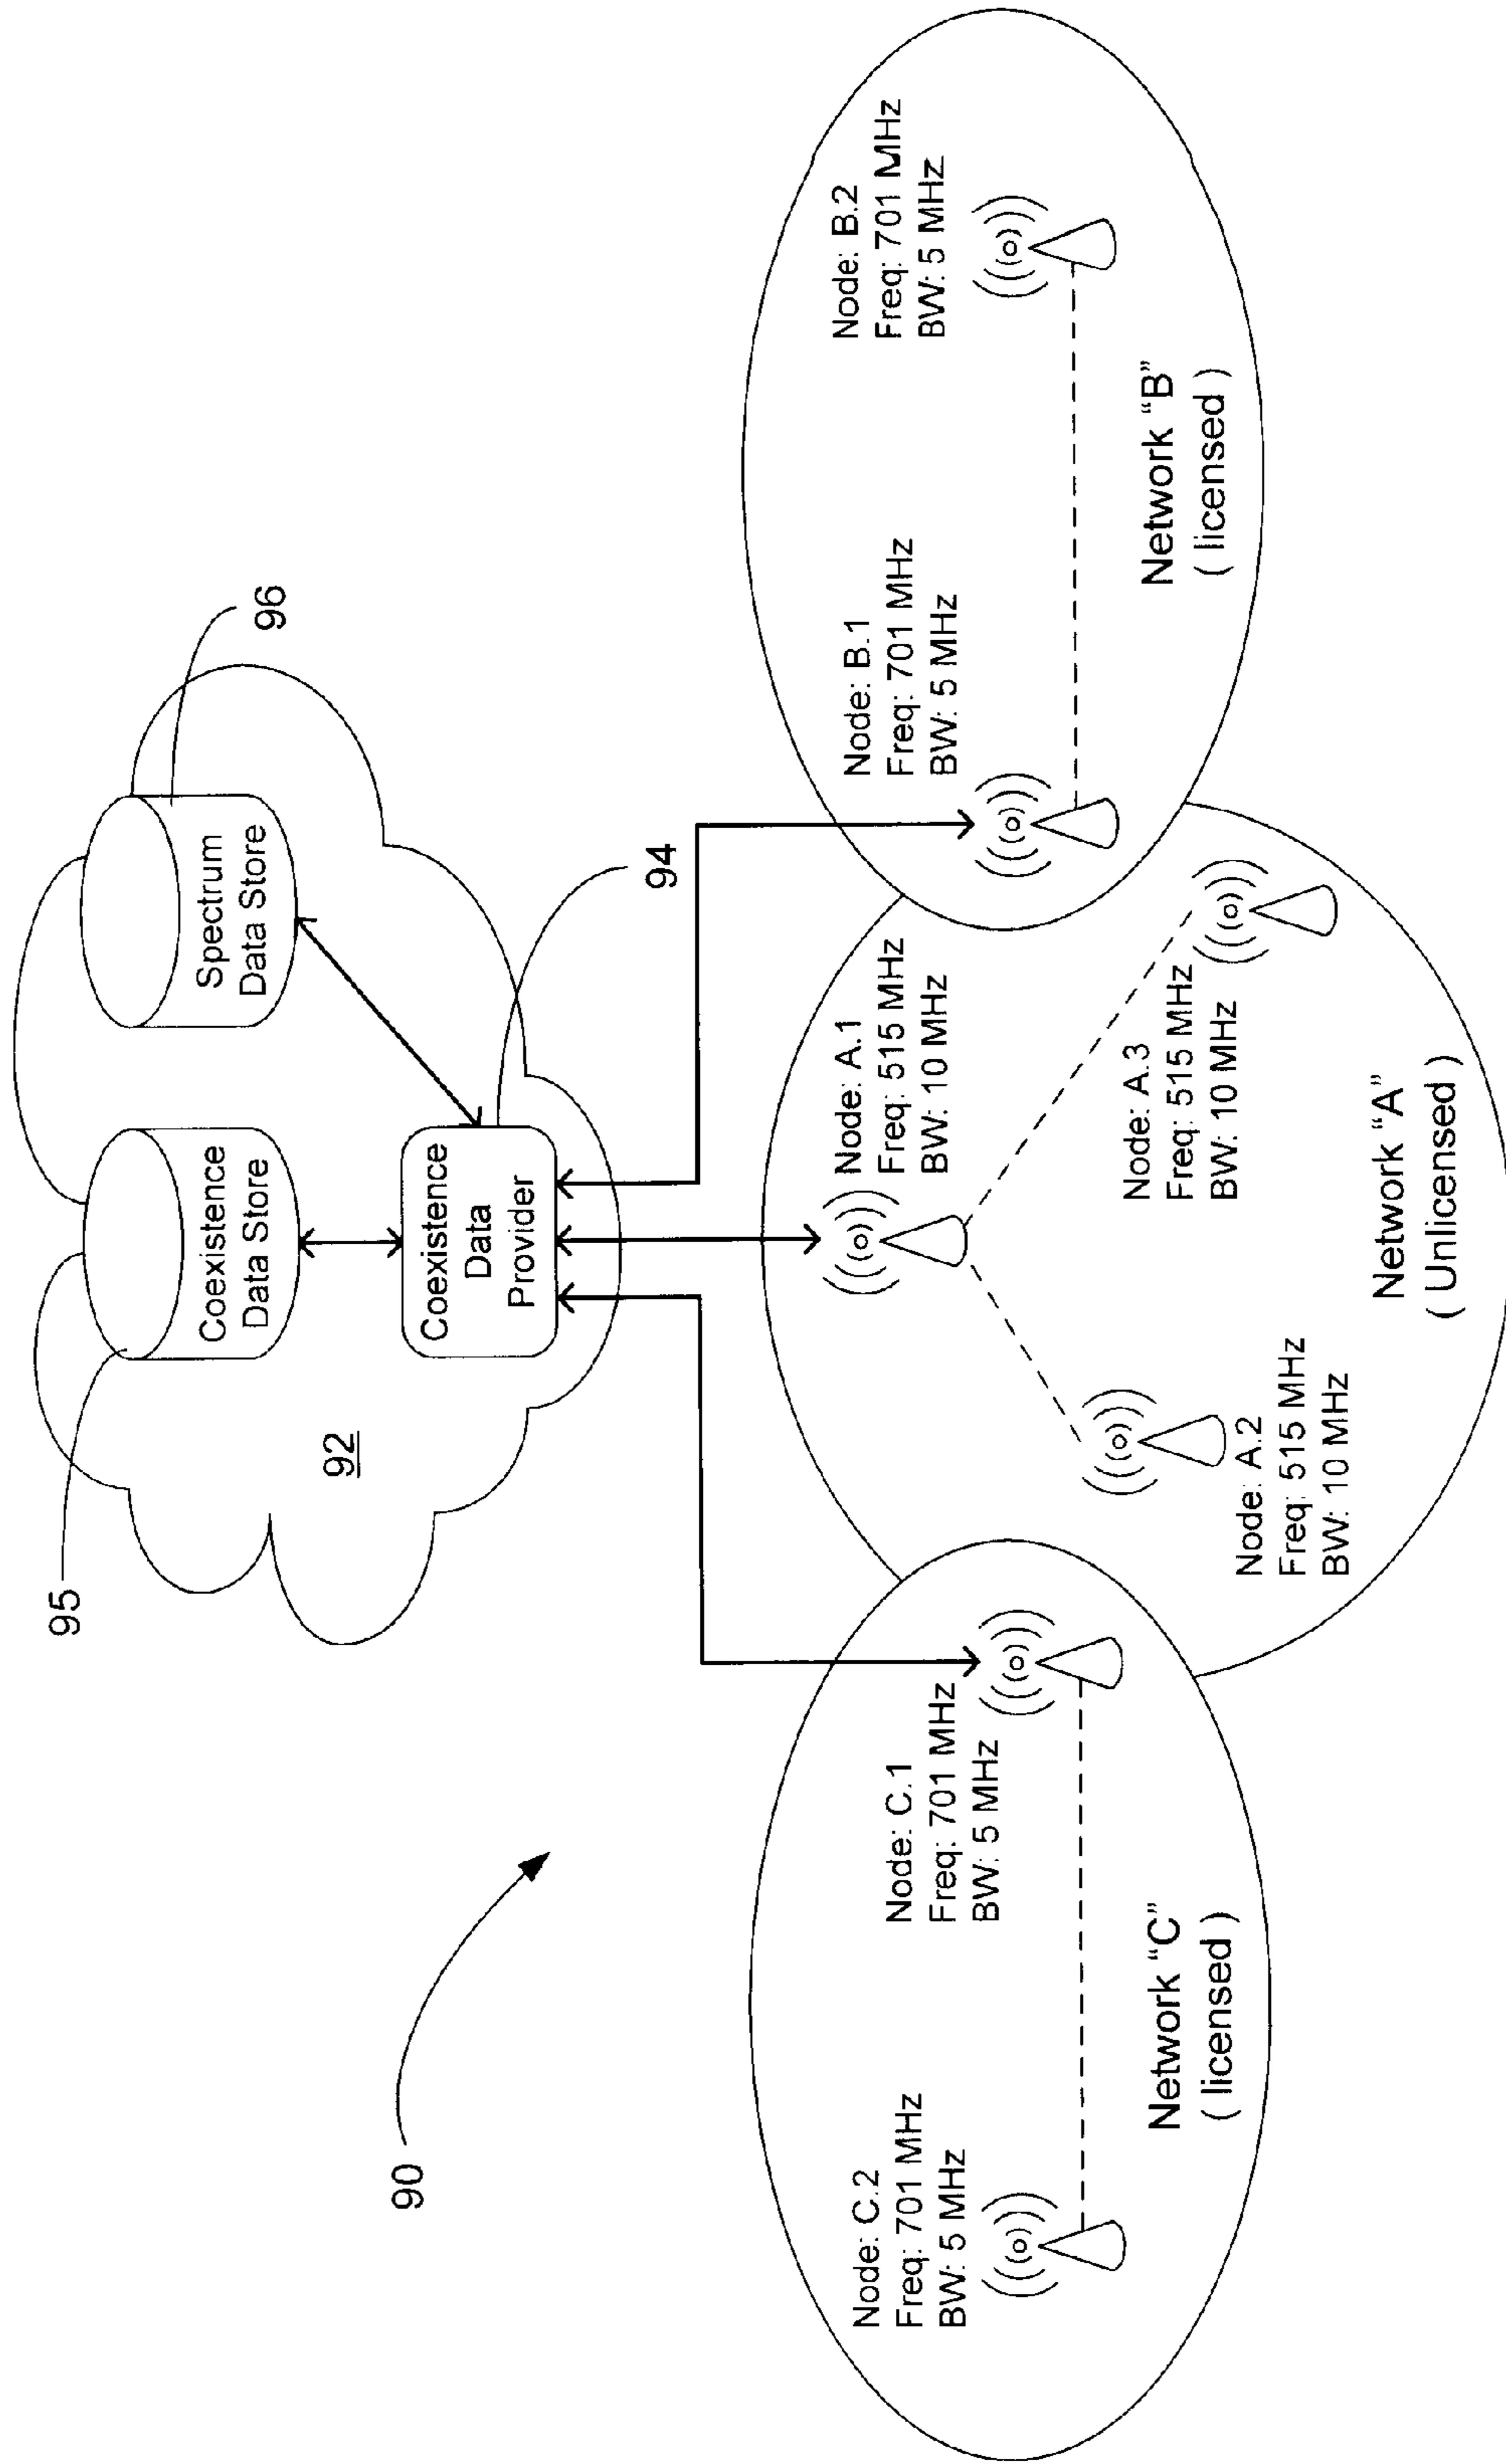 95
96
Coexistence
Data Store
Spectrum
Data Store
92
Coexistence
Data
Provider
94
90
Node: C.2
Freq: 701 MHz
BW: 5 MHz
Node: C.1
Freq: 701 MHz
BW: 5 MHz
Network “C”
( licensed )
Node: A.1
Freq: 515 MHz
BW: 10 MHz
Node: A.2
Freq: 515 MHz
BW: 10 MHz
Node: A.3
Freq: 515 MHz
BW: 10 MHz
Network “A”
( Unlicensed )
Node: B.1
Freq: 701 MHz
BW: 5 MHz
Node: B.2
Freq: 701 MHz
BW: 5 MHz
Network “B”
( licensed )